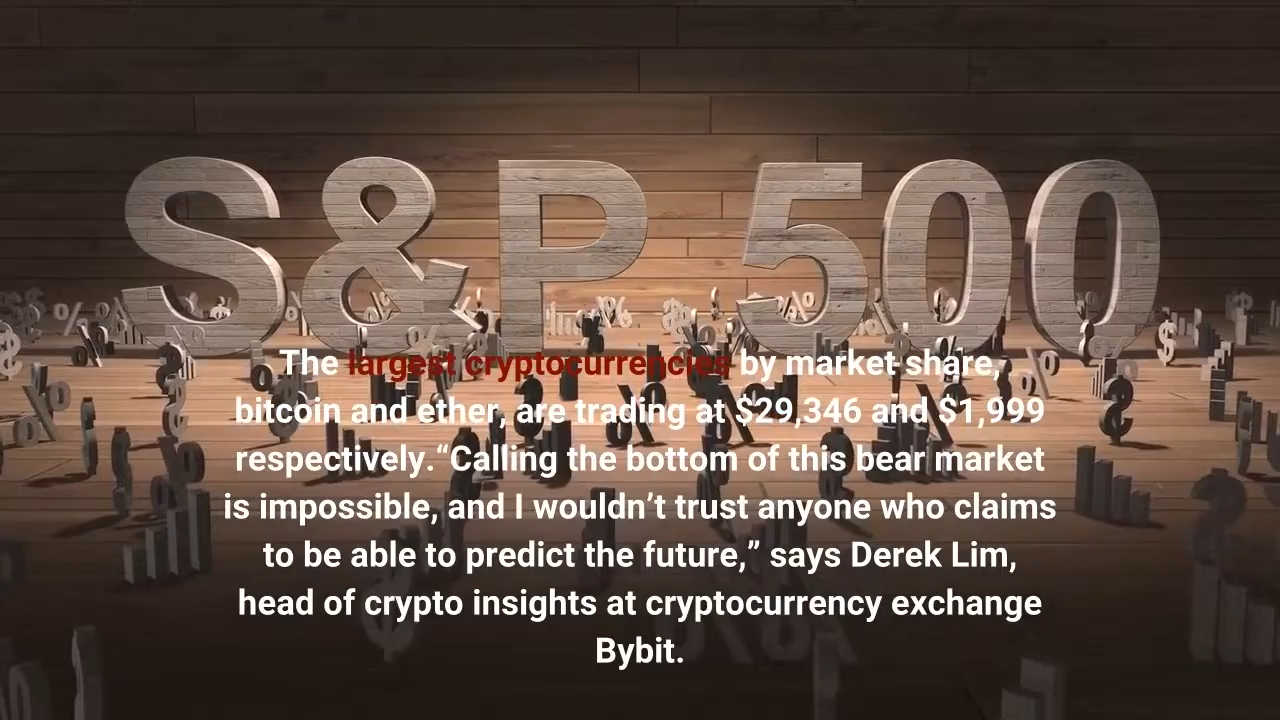 S&P 500
The largest cryptocurrencies by market share,
bitcoin and ether, are trading at $29,346 and $1,999
respectively.“Calling the bottom of this bear market
is impossible, and I wouldn’t trust anyone who claims
to be able to predict the future,” says Derek Lim,
head of crypto insights at cryptocurrency exchange
Bybit.